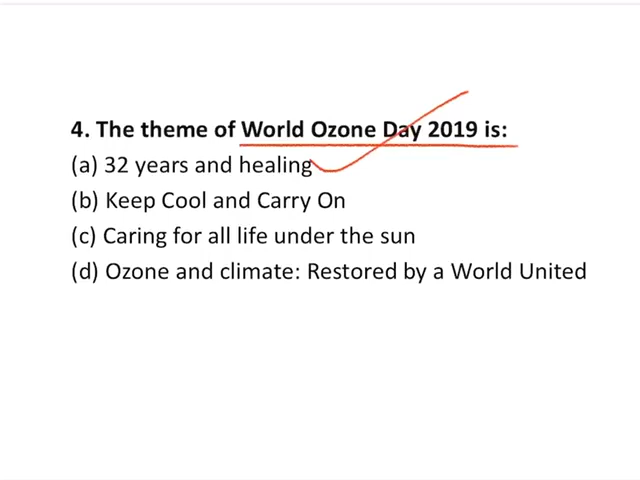 4. The theme of World Ozone Day 2019 is:
(a) 32 years and healing
(b) Keep Cool and Carry On
(c) Caring for all life under the sun
(d) Ozone and climate: Restored by a World United